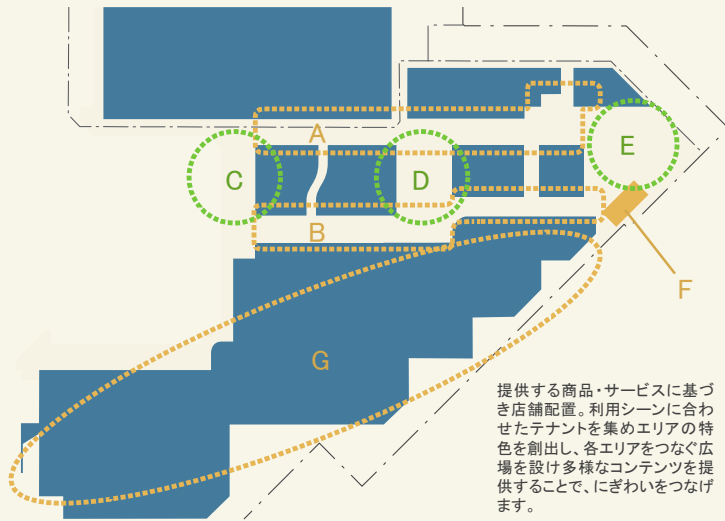 A
C
D
E
B
F
G
提供する商品・サービスに基づ
き店舗配置。利用シーンに合わ
せたテナントを集めエリアの特
色を創出し、各エリアをつなぐ広
場を設け多様なコンテンツを提
供することで、にぎわいをつなげ
ます。